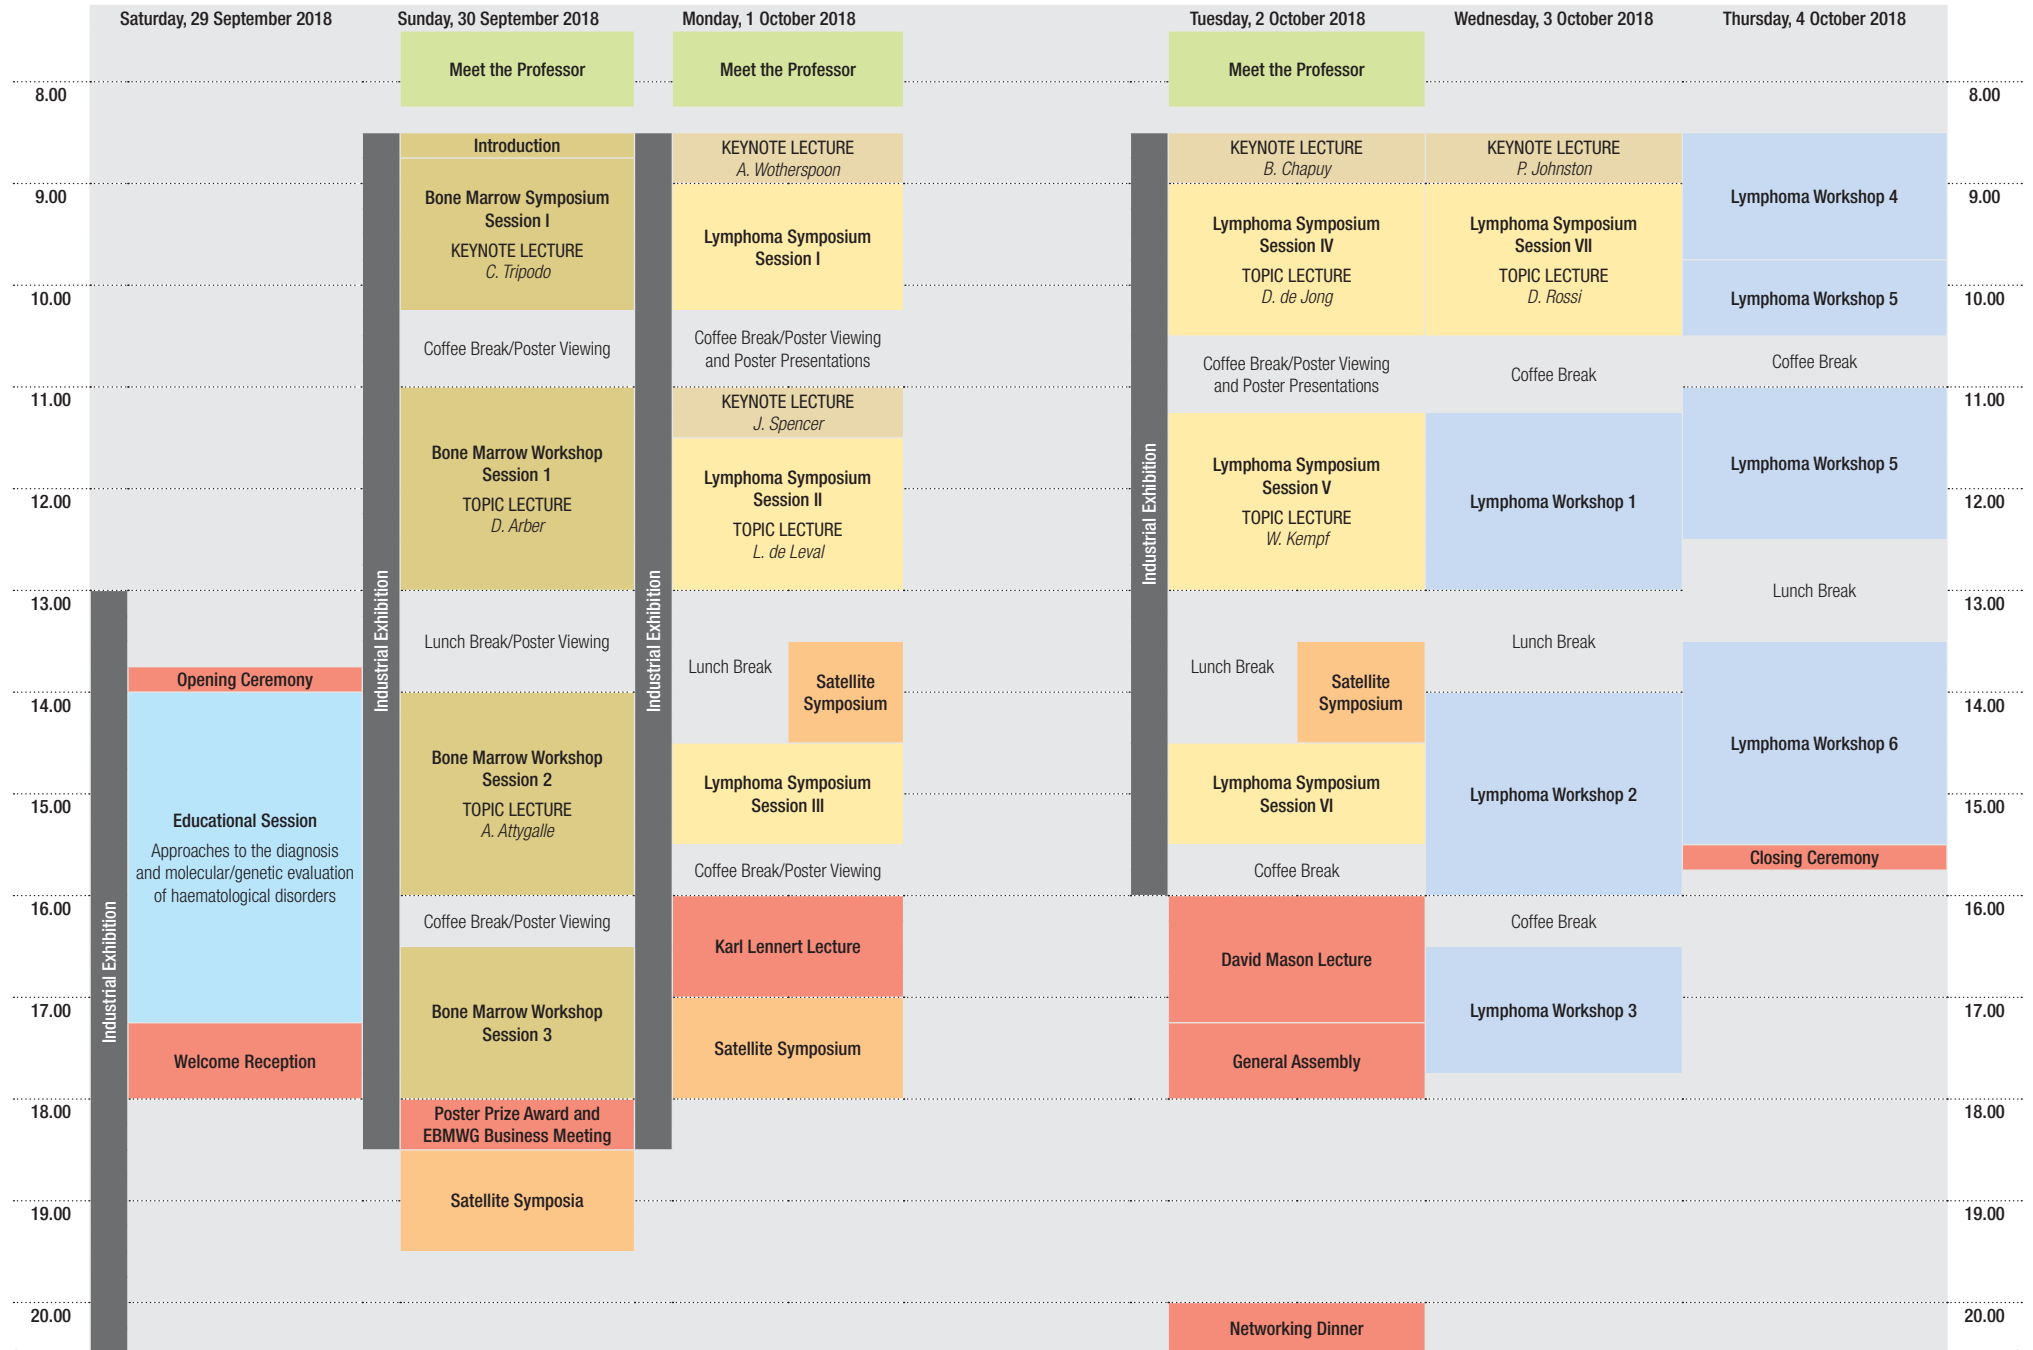 Saturday, 29 September 2018
Sunday, 30 September 2018
Monday, 1 October 2018
Tuesday, 2 October 2018
Wednesday, 3 October 2018
Thursday, 4 October 2018
8.00
9.00
10.00
11.00
12.00
13.00
14.00
15.00
16.00
17.00
18.00
19.00
20.00
Industrial Exhibition
Opening Ceremony
Educational Session
Approaches to the diagnosis
and molecular/genetic evaluation
of haematological disorders
Welcome Reception
Industrial Exhibition
Meet the Professor
Introduction
Bone Marrow Symposium
Session I
KEYNOTE LECTURE
C. Tripodo
Coffee Break/Poster Viewing
Bone Marrow Workshop
Session 1
TOPIC LECTURE
D. Arber
Lunch Break/Poster Viewing
Bone Marrow Workshop
Session 2
TOPIC LECTURE
A. Attygalle
Coffee Break/Poster Viewing
Bone Marrow Workshop
Session 3
Poster Prize Award and
EBMWG Business Meeting
Satellite Symposia
Industrial Exhibition
Meet the Professor
KEYNOTE LECTURE
A. Wotherspoon
Lymphoma Symposium
Session I
Coffee Break/Poster Viewing
and Poster Presentations
KEYNOTE LECTURE
J. Spencer
Lymphoma Symposium
Session II
TOPIC LECTURE
L. de Leval
Lunch Break
Satellite
Symposium
Lymphoma Symposium
Session III
Coffee Break/Poster Viewing
Karl Lennert Lecture
Satellite Symposium
Industrial Exhibition
Meet the Professor
KEYNOTE LECTURE
B. Chapuy
Lymphoma Symposium
Session IV
TOPIC LECTURE
D. de Jong
Coffee Break/Poster Viewing
and Poster Presentations
Lymphoma Symposium
Session V
TOPIC LECTURE
W. Kempf
Lunch Break
Satellite
Symposium
Lymphoma Symposium
Session VI
Coffee Break
David Mason Lecture
General Assembly
Networking Dinner
KEYNOTE LECTURE
P. Johnston
Lymphoma Symposium
Session VII
TOPIC LECTURE
D. Rossi
Coffee Break
Lymphoma Workshop 1
Lunch Break
Lymphoma Workshop 2
Coffee Break
Lymphoma Workshop 3
Lymphoma Workshop 4
Lymphoma Workshop 5
Coffee Break
Lymphoma Workshop 5
Lunch Break
Lymphoma Workshop 6
Closing Ceremony
8.00
9.00
10.00
11.00
12.00
13.00
14.00
15.00
16.00
17.00
18.00
19.00
20.00